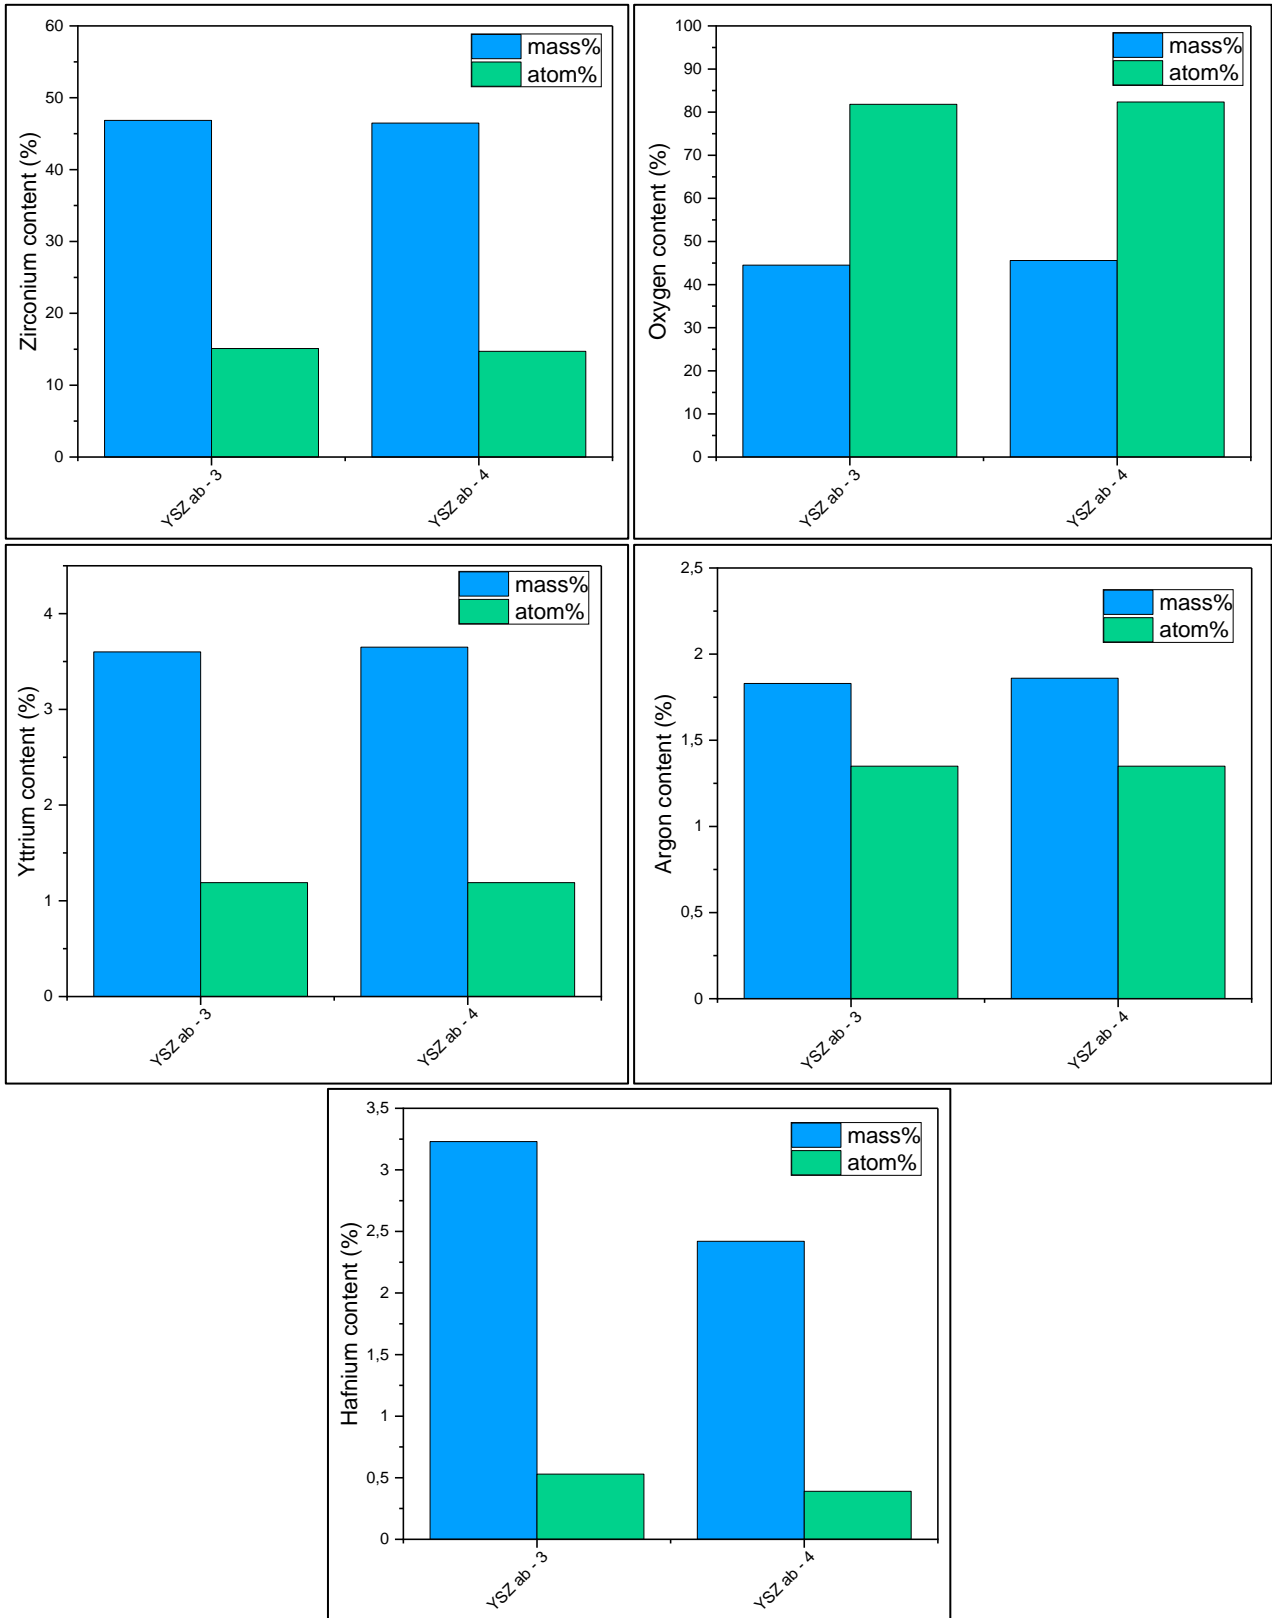 mass%
atom%
60
50
40
30
20
10
0
Zirconium content (%)
YSZ ab - 3
YSZ ab - 4
mass%
atom%
100
90
80
70
60
50
40
30
20
10
0
Oxygen content (%)
YSZ ab - 3
YSZ ab - 4
mass%
atom%
4
3
2
1
0
Yttrium content (%)
YSZ ab - 3
YSZ ab - 4
mass%
atom%
2,5
2
1,5
1
0,5
0
Argon content (%)
YSZ ab - 3
YSZ ab - 4
mass%
atom%
3,5
3
2,5
2
1,5
1
0,5
0
Hafnium content (%)
YSZ ab - 3
YSZ ab - 4